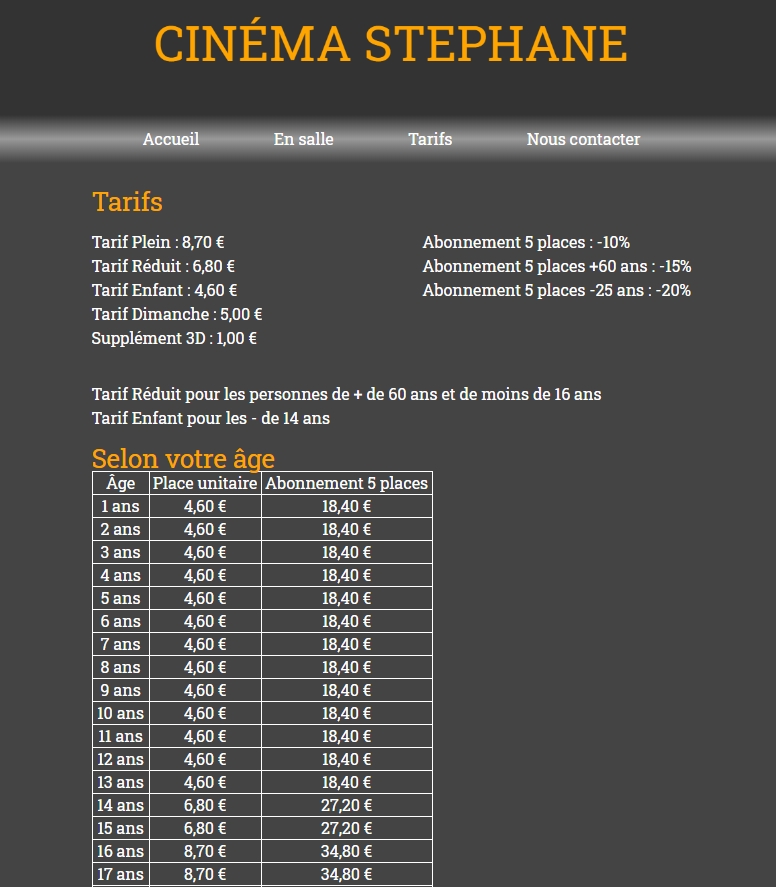 CINÉMA STEPHANE
Accueil En salle Tarifs Nous contacter
Tarifs
Tarif Plein : 8,70 €
Tarif Réduit : 6,80 €
Tarif Enfant : 4,60 €
Tarif Dimanche : 5,00 €
Supplément 3D : 1,00 €
Abonnement 5 places : -10%
Abonnement 5 places +60 ans : -15%
Abonnement 5 places -25 ans : -20%
Tarif Réduit pour les personnes de + de 60 ans et de moins de 16 ans
Tarif Enfant pour les - de 14 ans
Selon votre âge
Âge Place unitaire Abonnement 5 places
1 ans 4,60 € 18,40 €
2 ans 4,60 € 18,40 €
3 ans 4,60 € 18,40 €
4 ans 4,60 € 18,40 €
5 ans 4,60 € 18,40 €
6 ans 4,60 € 18,40 €
7 ans 4,60 € 18,40 €
8 ans 4,60 € 18,40 €
9 ans 4,60 € 18,40 €
10 ans 4,60 € 18,40 €
11 ans 4,60 € 18,40 €
12 ans 4,60 € 18,40 €
13 ans 4,60 € 18,40 €
14 ans 6,80 € 27,20 €
15 ans 6,80 € 27,20 €
16 ans 8,70 € 34,80 €
17 ans 8,70 € 34,80 €